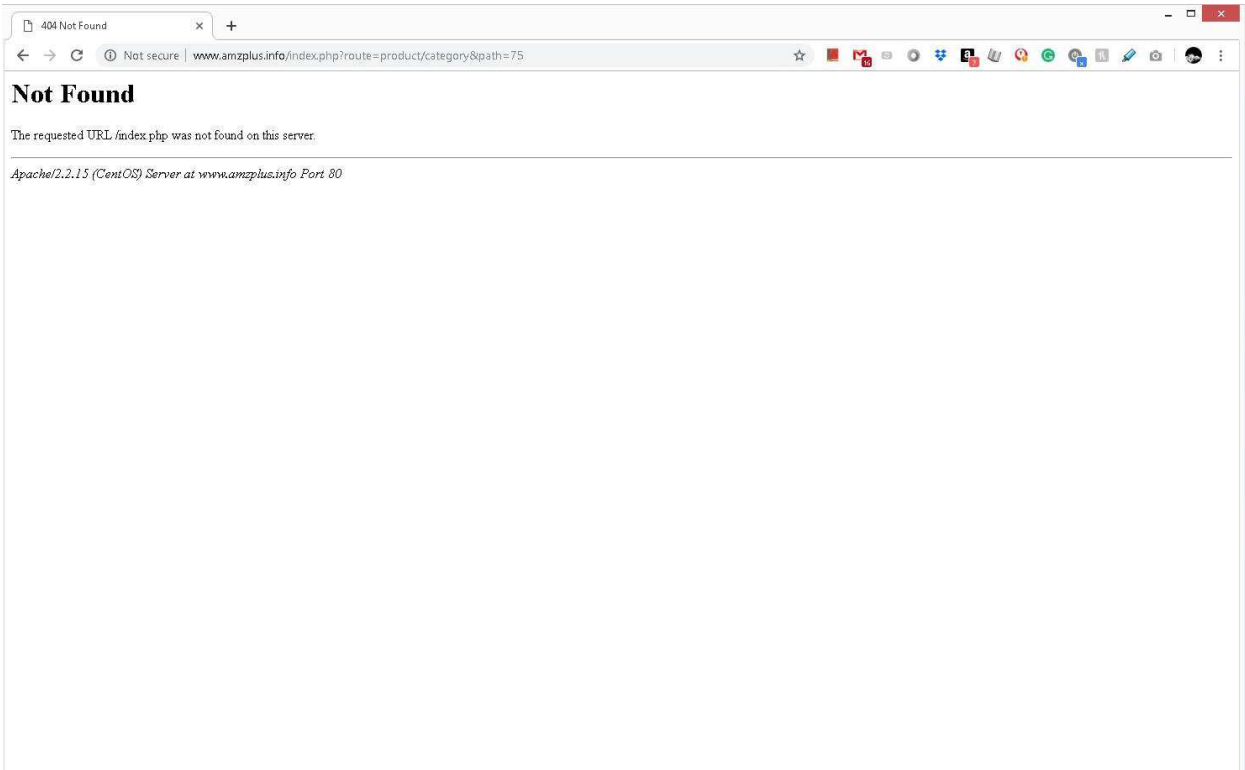 404 Not Found
Not secure www.amzplus.info/index.php?route=product/category&path=75
Not Found
The requested URL /index.php was not found on this server.
Apache/2.2.15 (CentOS) Server at www.amzplus.info Port 80